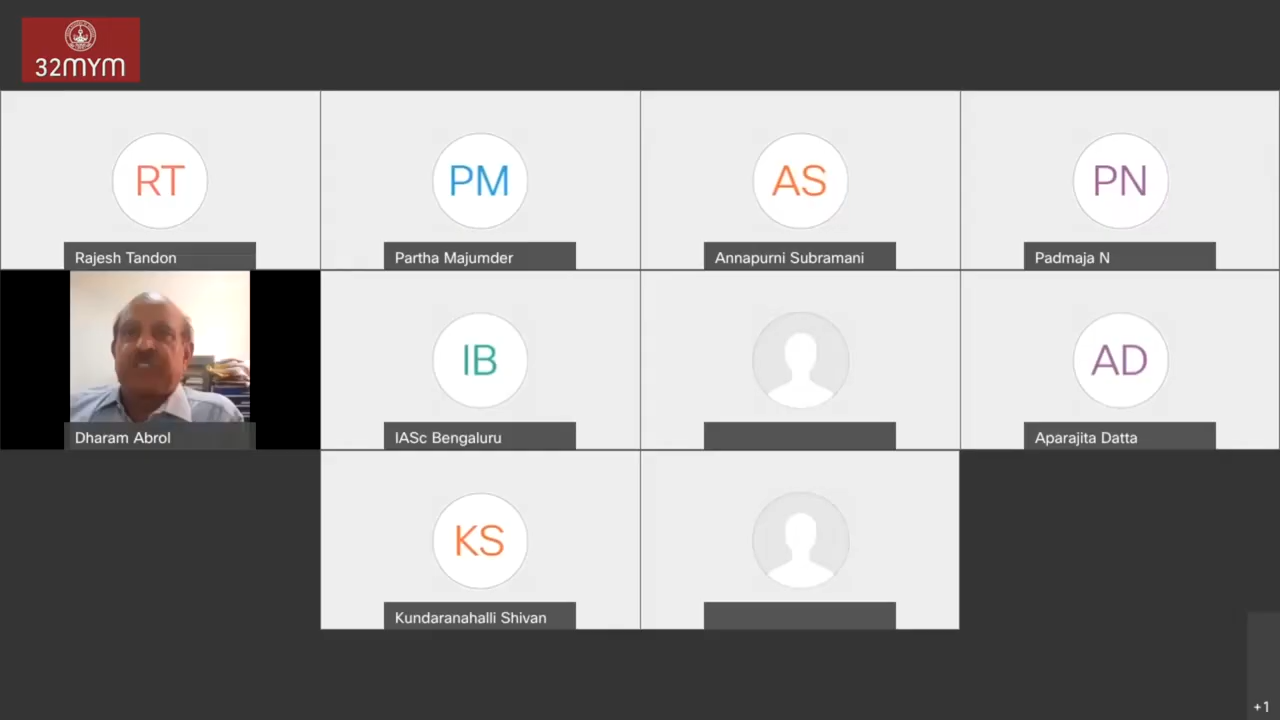 32MYM
RT
PM
AS
PN
Rajesh Tandon
Partha Majumder
Annapurni Subramani
Padmaja N
IB
AD
Dharam Abrol
IASc Bengaluru
Aparajita Datta
KS
Kundaranahalli Shivan
+1